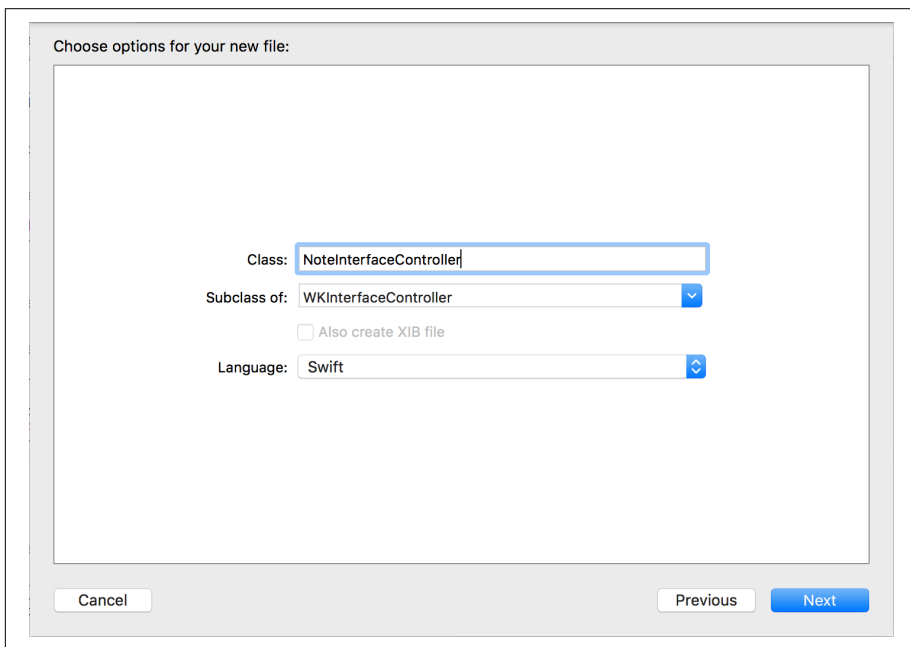 Choose options for your new file:
Class: NoteInterfaceController
Subclass of: WKInterfaceController
Also create XIB file
Language: Swift
Cancel Previous Next